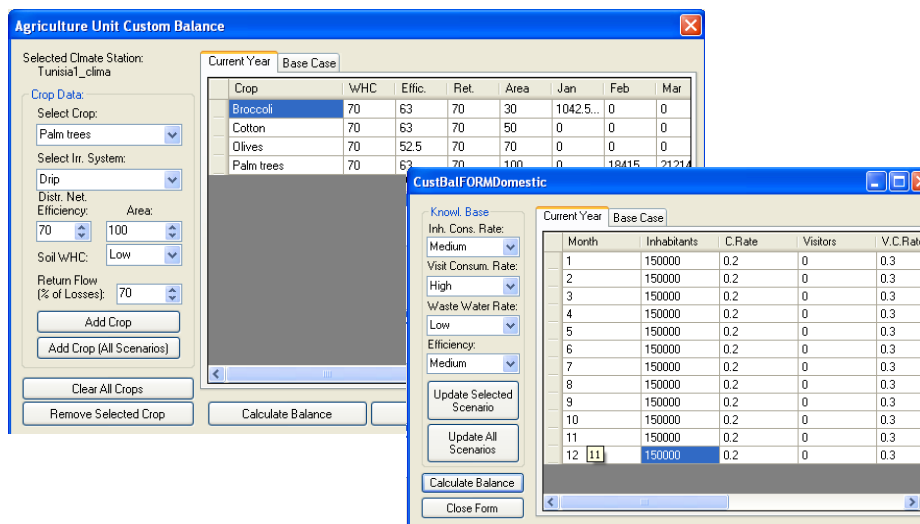 Agriculture Unit Custom Balance
Selected Clmate Station:
Tunisia1_clima
Crop Data:
Select Crop:
Palm trees
Select Irr. System:
Drip
Distr. Net.
Efficiency: Area:
70 100
Soil WHC: Low
Return Flow
(% of Losses): 70
Add Crop
Add Crop (All Scenarios)
Clear All Crops
Remove Selected Crop
Current Year Base Case
Crop WHC Effic. Ret. Area Jan Feb Mar
Broccoli 70 63 70 30 1042.5... 0 0
Cotton 70 63 70 50 0 0 0
Olives 70 52.5 70 70 0 0 0
Palm trees 70 63 70 100 0 18415 21214
Calculate Balance
CustBalFORMDomestic
Knowl. Base
Inh. Cons. Rate:
Medium
Visit Consum. Rate:
High
Waste Water Rate:
Low
Efficiency:
Medium
Update Selected
Scenario
Update All
Scenarios
Calculate Balance
Close Form
Current Year Base Case
Month Inhabitants C.Rate Visitors V.C.Rate
1 150000 0.2 0 0.3
2 150000 0.2 0 0.3
3 150000 0.2 0 0.3
4 150000 0.2 0 0.3
5 150000 0.2 0 0.3
6 150000 0.2 0 0.3
7 150000 0.2 0 0.3
8 150000 0.2 0 0.3
9 150000 0.2 0 0.3
10 150000 0.2 0 0.3
11 150000 0.2 0 0.3
12 11 150000 0.2 0 0.3